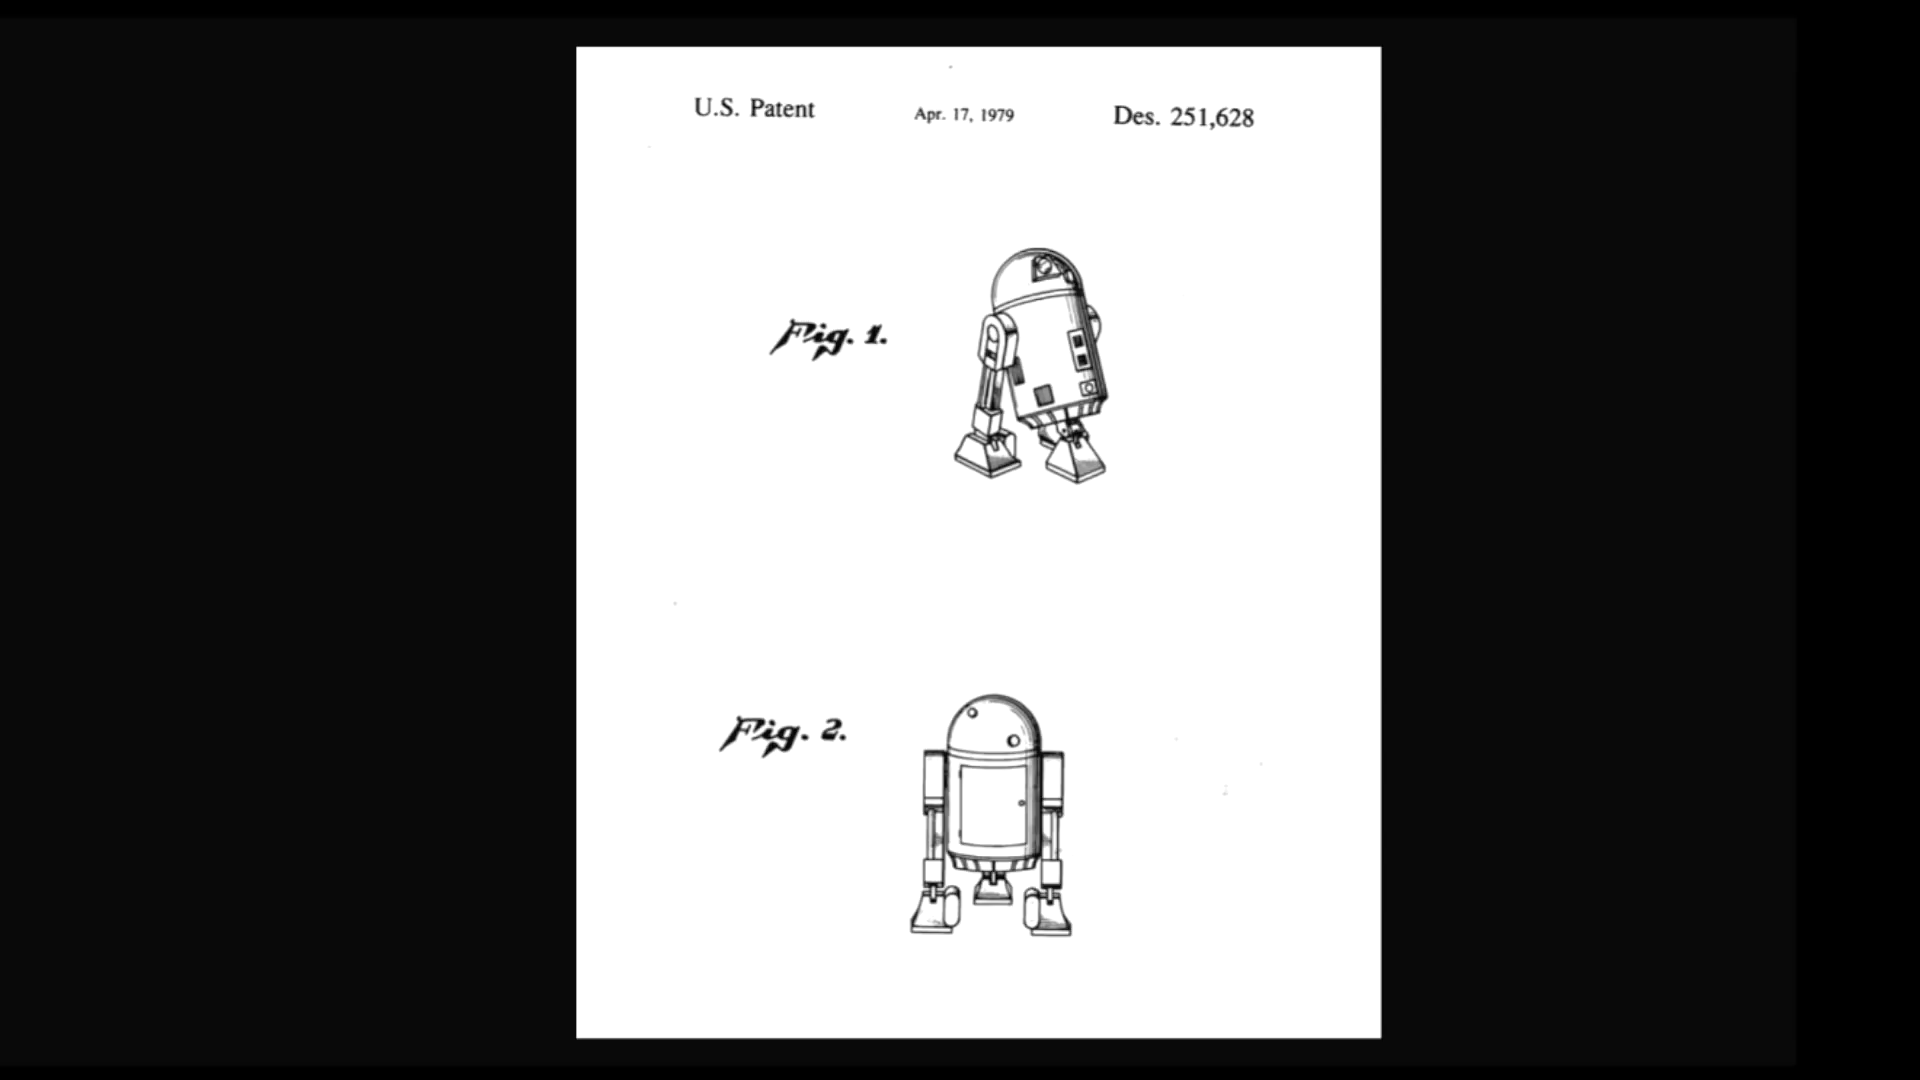 U.S. Patent Apr. 17, 1979 Des. 251,628
Fig. 1.
Fig. 2.